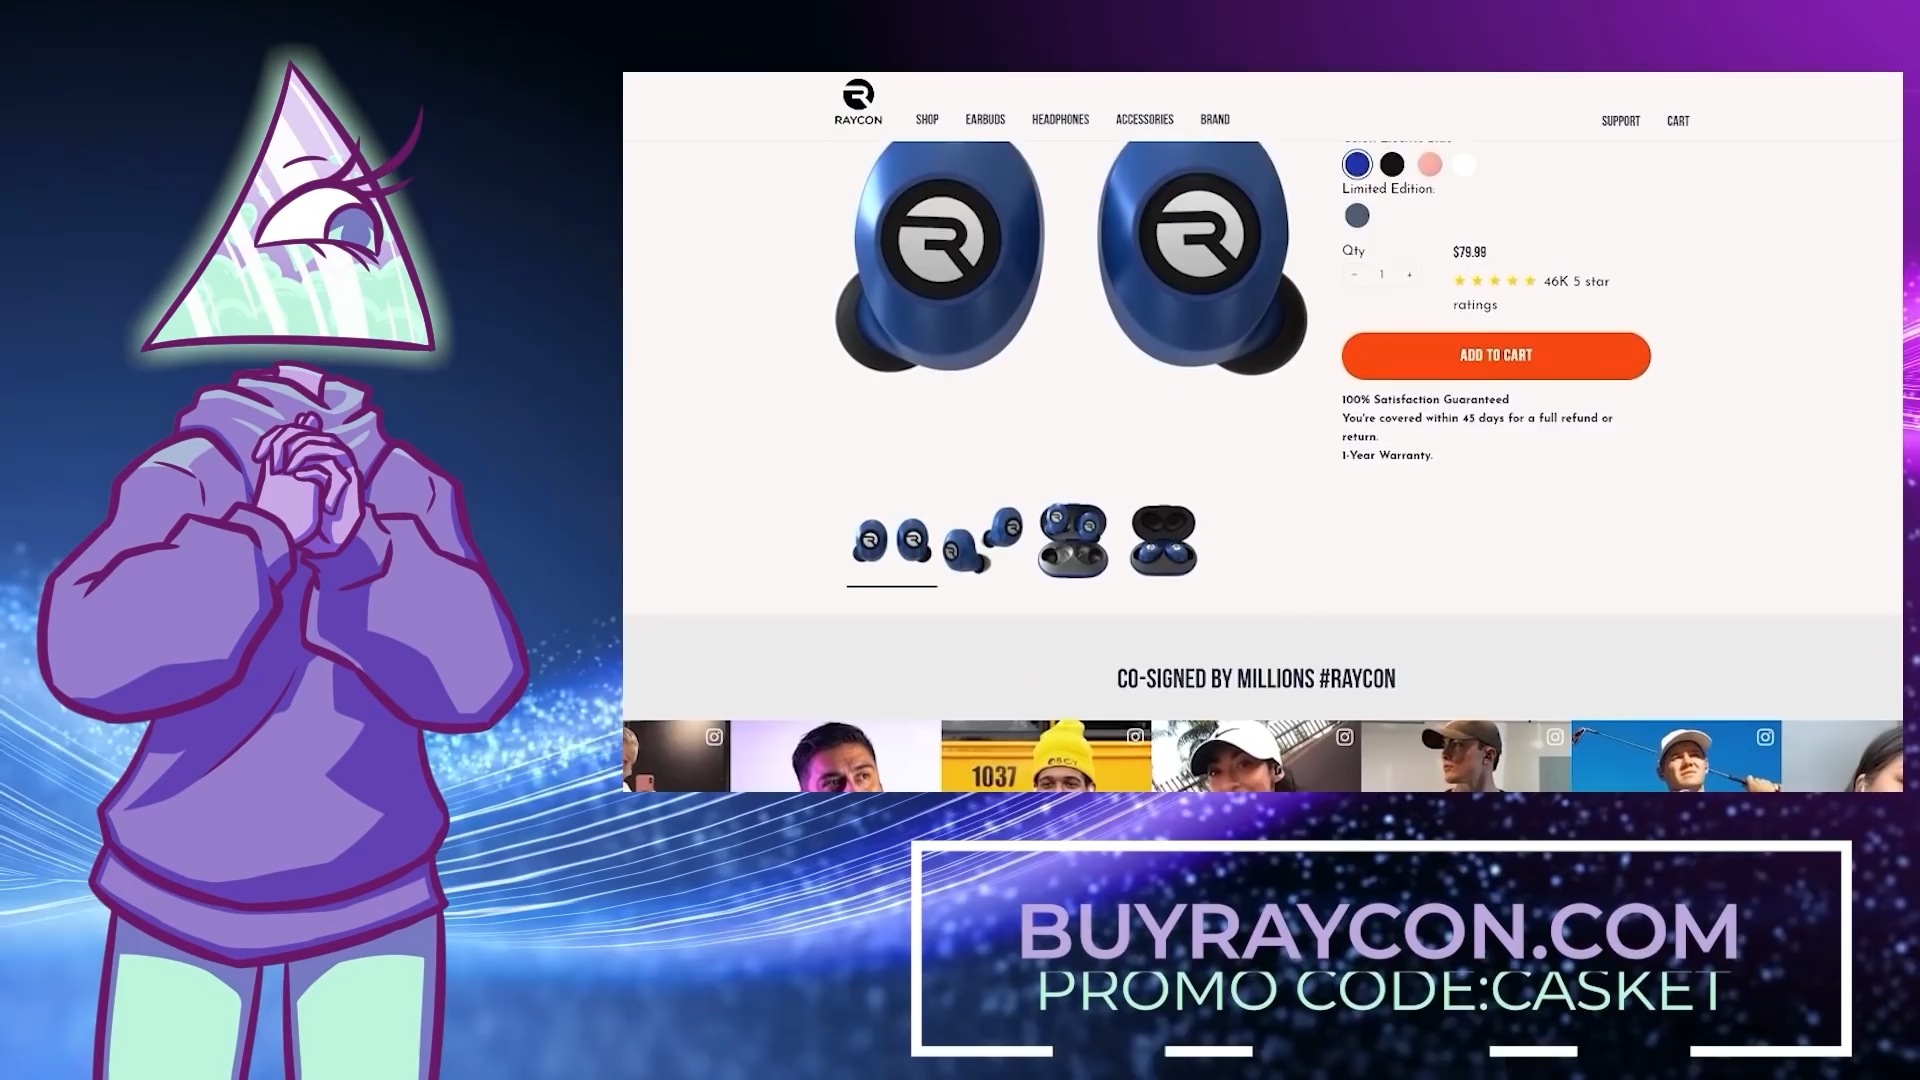 RAYCON
SHOP EARBUDS HEADPHONES ACCESSORIES BRAND
SUPPORT CART
Limited Edition:
Qty $79.99
- 1 +
46K 5 star
ratings
ADD TO CART
100% Satisfaction Guaranteed
You're covered within 45 days for a full refund or
return.
1-Year Warranty.
CO-SIGNED BY MILLIONS #RAYCON
1037
OBEY
BUYRAYCON.COM
PROMO CODE:CASKET